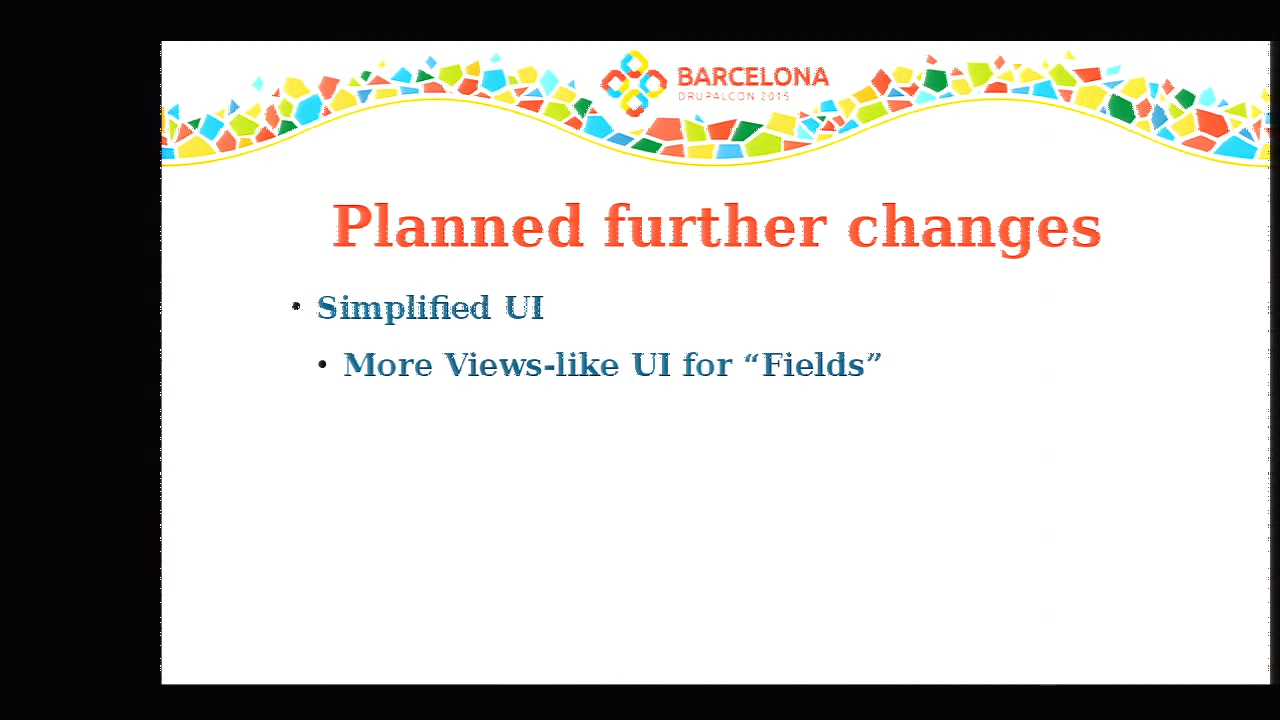 BARCELONA
DRUPALCON 2015
Planned further changes
• Simplified UI
• More Views-like UI for “Fields”